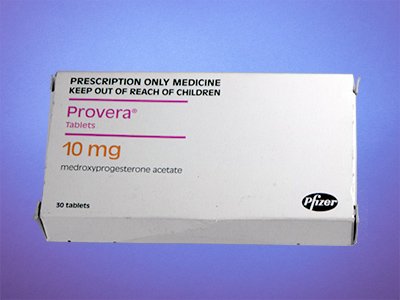 PRESCRIPTION ONLY MEDICINE
KEEP OUT OF REACH OF CHILDREN
Provera®
Tablets
10 mg
medroxyprogesterone acetate
30 tablets
Pfizer